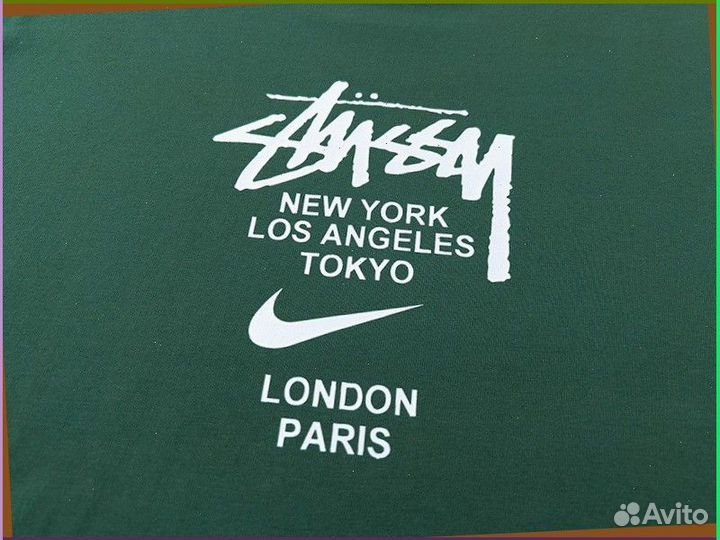 Stüssy
NEW YORK
LOS ANGELES
TOKYO
LONDON
PARIS
Avito